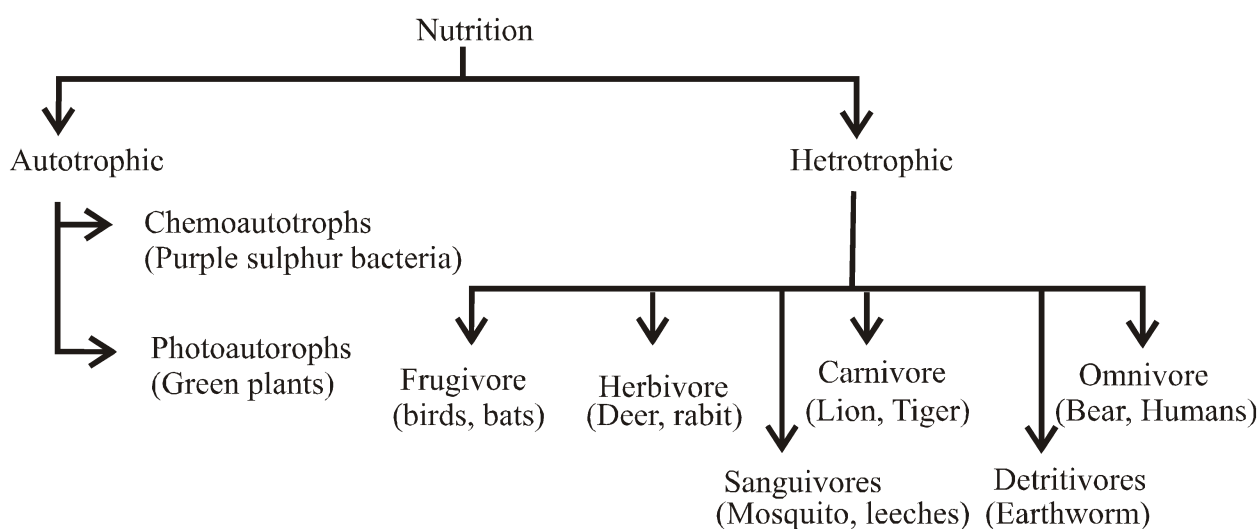 Nutrition
Autotrophic
Hetrotrophic
Chemoautotrophs
(Purple sulphur bacteria)
Photoautorophs
(Green plants)
Frugivore
(birds, bats)
Herbivore
(Deer, rabit)
Sanguivores
(Mosquito, leeches)
Carnivore
(Lion, Tiger)
Detritivores
(Earthworm)
Omnivore
(Bear, Humans)